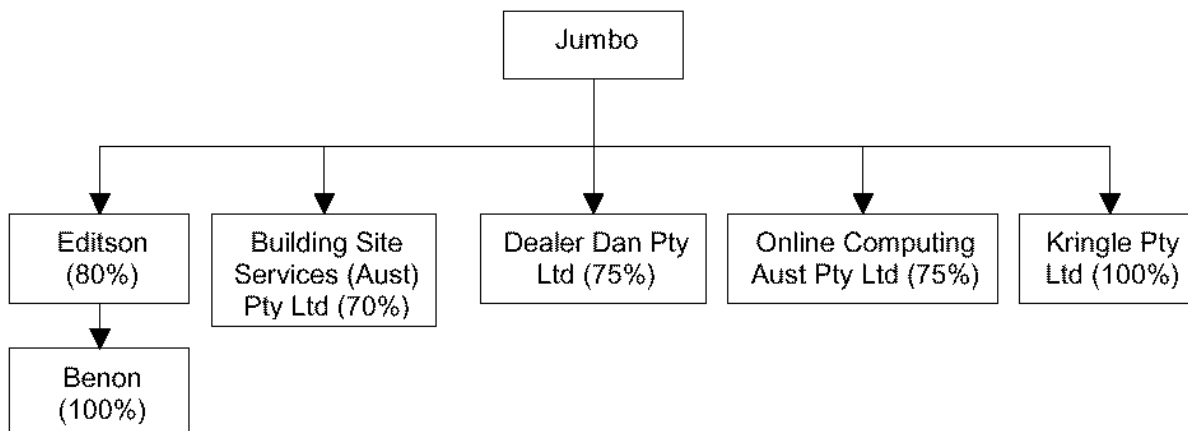 Jumbo
Editson
(80%)
Building Site
Services (Aust)
Pty Ltd (70%)
Dealer Dan Pty
Ltd (75%)
Online Computing
Aust Pty Ltd (75%)
Kringle Pty
Ltd (100%)
Benon
(100%)